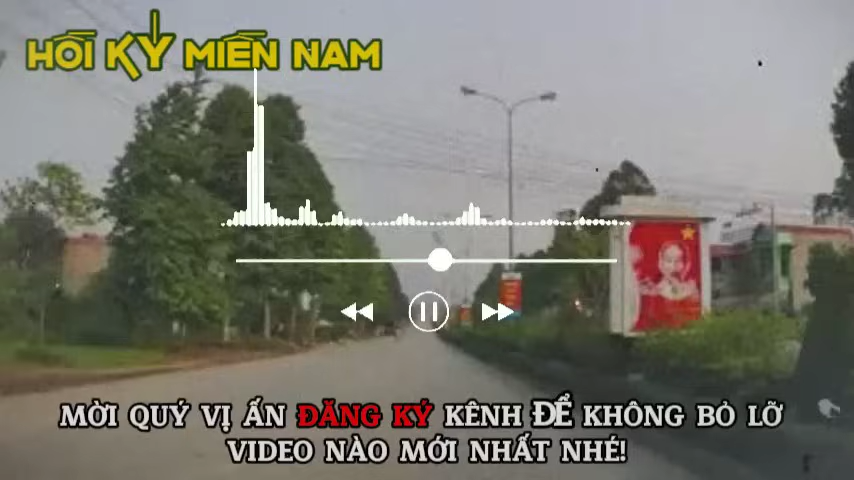 HỒI KÝ MIỀN NAM
MỜI QUÝ VỊ ẤN ĐĂNG KÝ KÊNH ĐỂ KHÔNG BỎ LỠ
VIDEO NÀO MỚI NHẤT NHÉ!